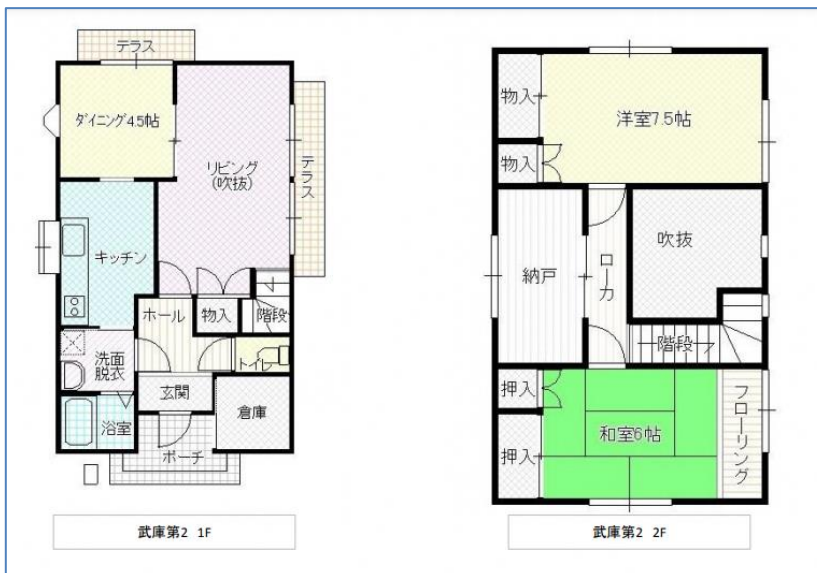 テラス
ダイニング4.5帖
リビング
(吹抜)
テラス
キッチン
ホール
物入
階段
洗面
脱衣
トイレ
玄関
倉庫
浴室
ポーチ
武庫第2 1F
物入
洋室7.5帖
物入
納戸
ローカ
吹抜
階段
押入
和室6帖
フローリング
押入
武庫第2 2F